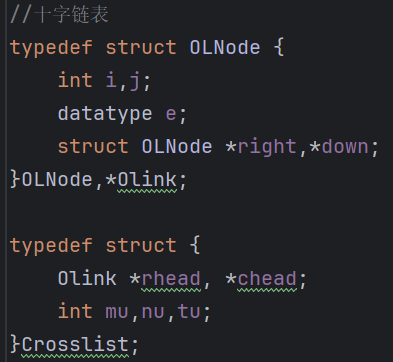 //十字链表
typedef struct OLNode {
    int i,j;
    datatype e;
    struct OLNode *right,*down;
}OLNode,*Olink;

typedef struct {
    Olink *rhead, *chead;
    int mu,nu,tu;
}Crosslist;